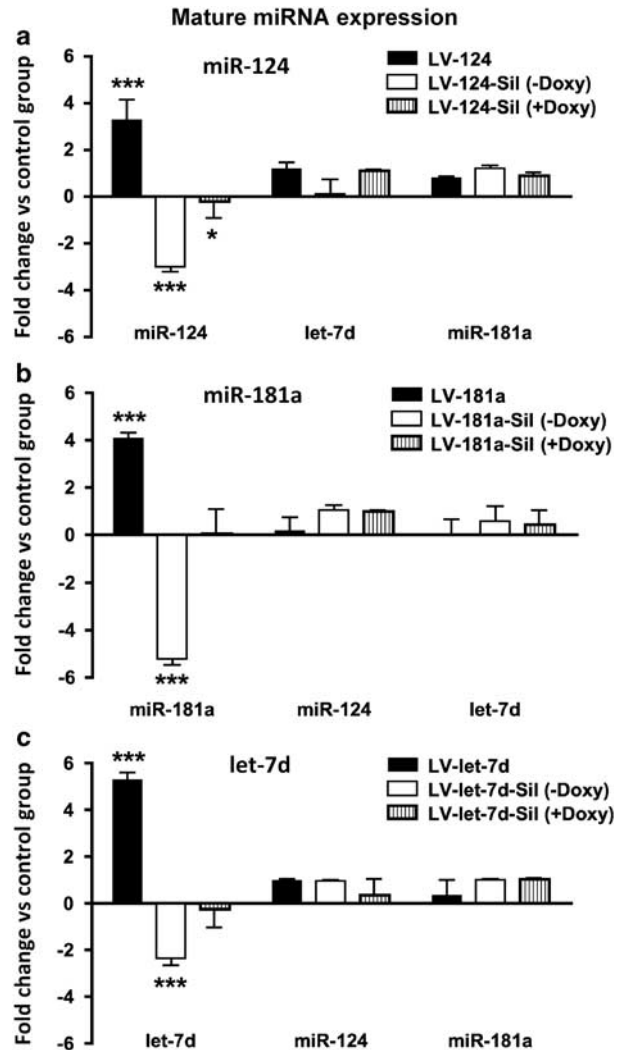 Mature miRNA expression
a
miR-124
LV-124
LV-124-Sil (-Doxy)
LV-124-Sil (+Doxy)
Fold change vs control group
6
4
2
0
-2
-4
-6
***
***
*
miR-124 let-7d miR-181a
b
miR-181a
LV-181a
LV-181a-Sil (-Doxy)
LV-181a-Sil (+Doxy)
Fold change vs control group
6
4
2
0
-2
-4
-6
***
***
miR-181a miR-124 let-7d
c
let-7d
LV-let-7d
LV-let-7d-Sil (-Doxy)
LV-let-7d-Sil (+Doxy)
Fold change vs control group
6
4
2
0
-2
-4
-6
***
***
let-7d miR-124 miR-181a